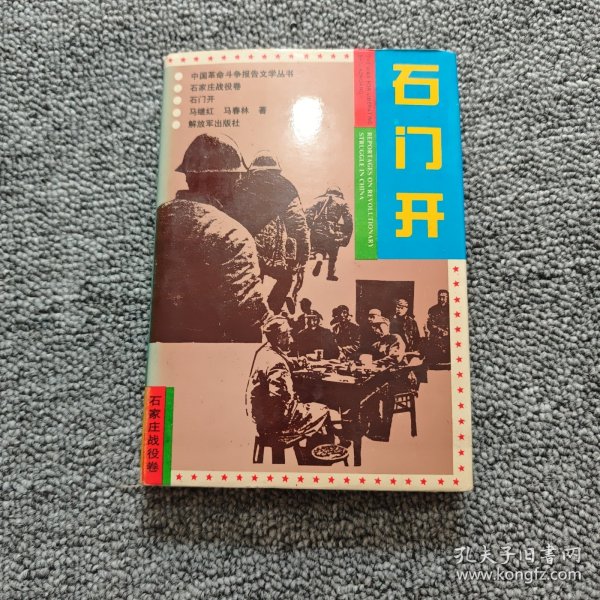 中国革命斗争报告文学丛书
石家庄战役卷
石门开
马继红 马春林 著
解放军出版社
石门开
REPORTAGES ON REVOLUTIONARY
STRUGGLE IN CHINA
石家庄战役卷
孔夫子旧书网
www.kongfz.com